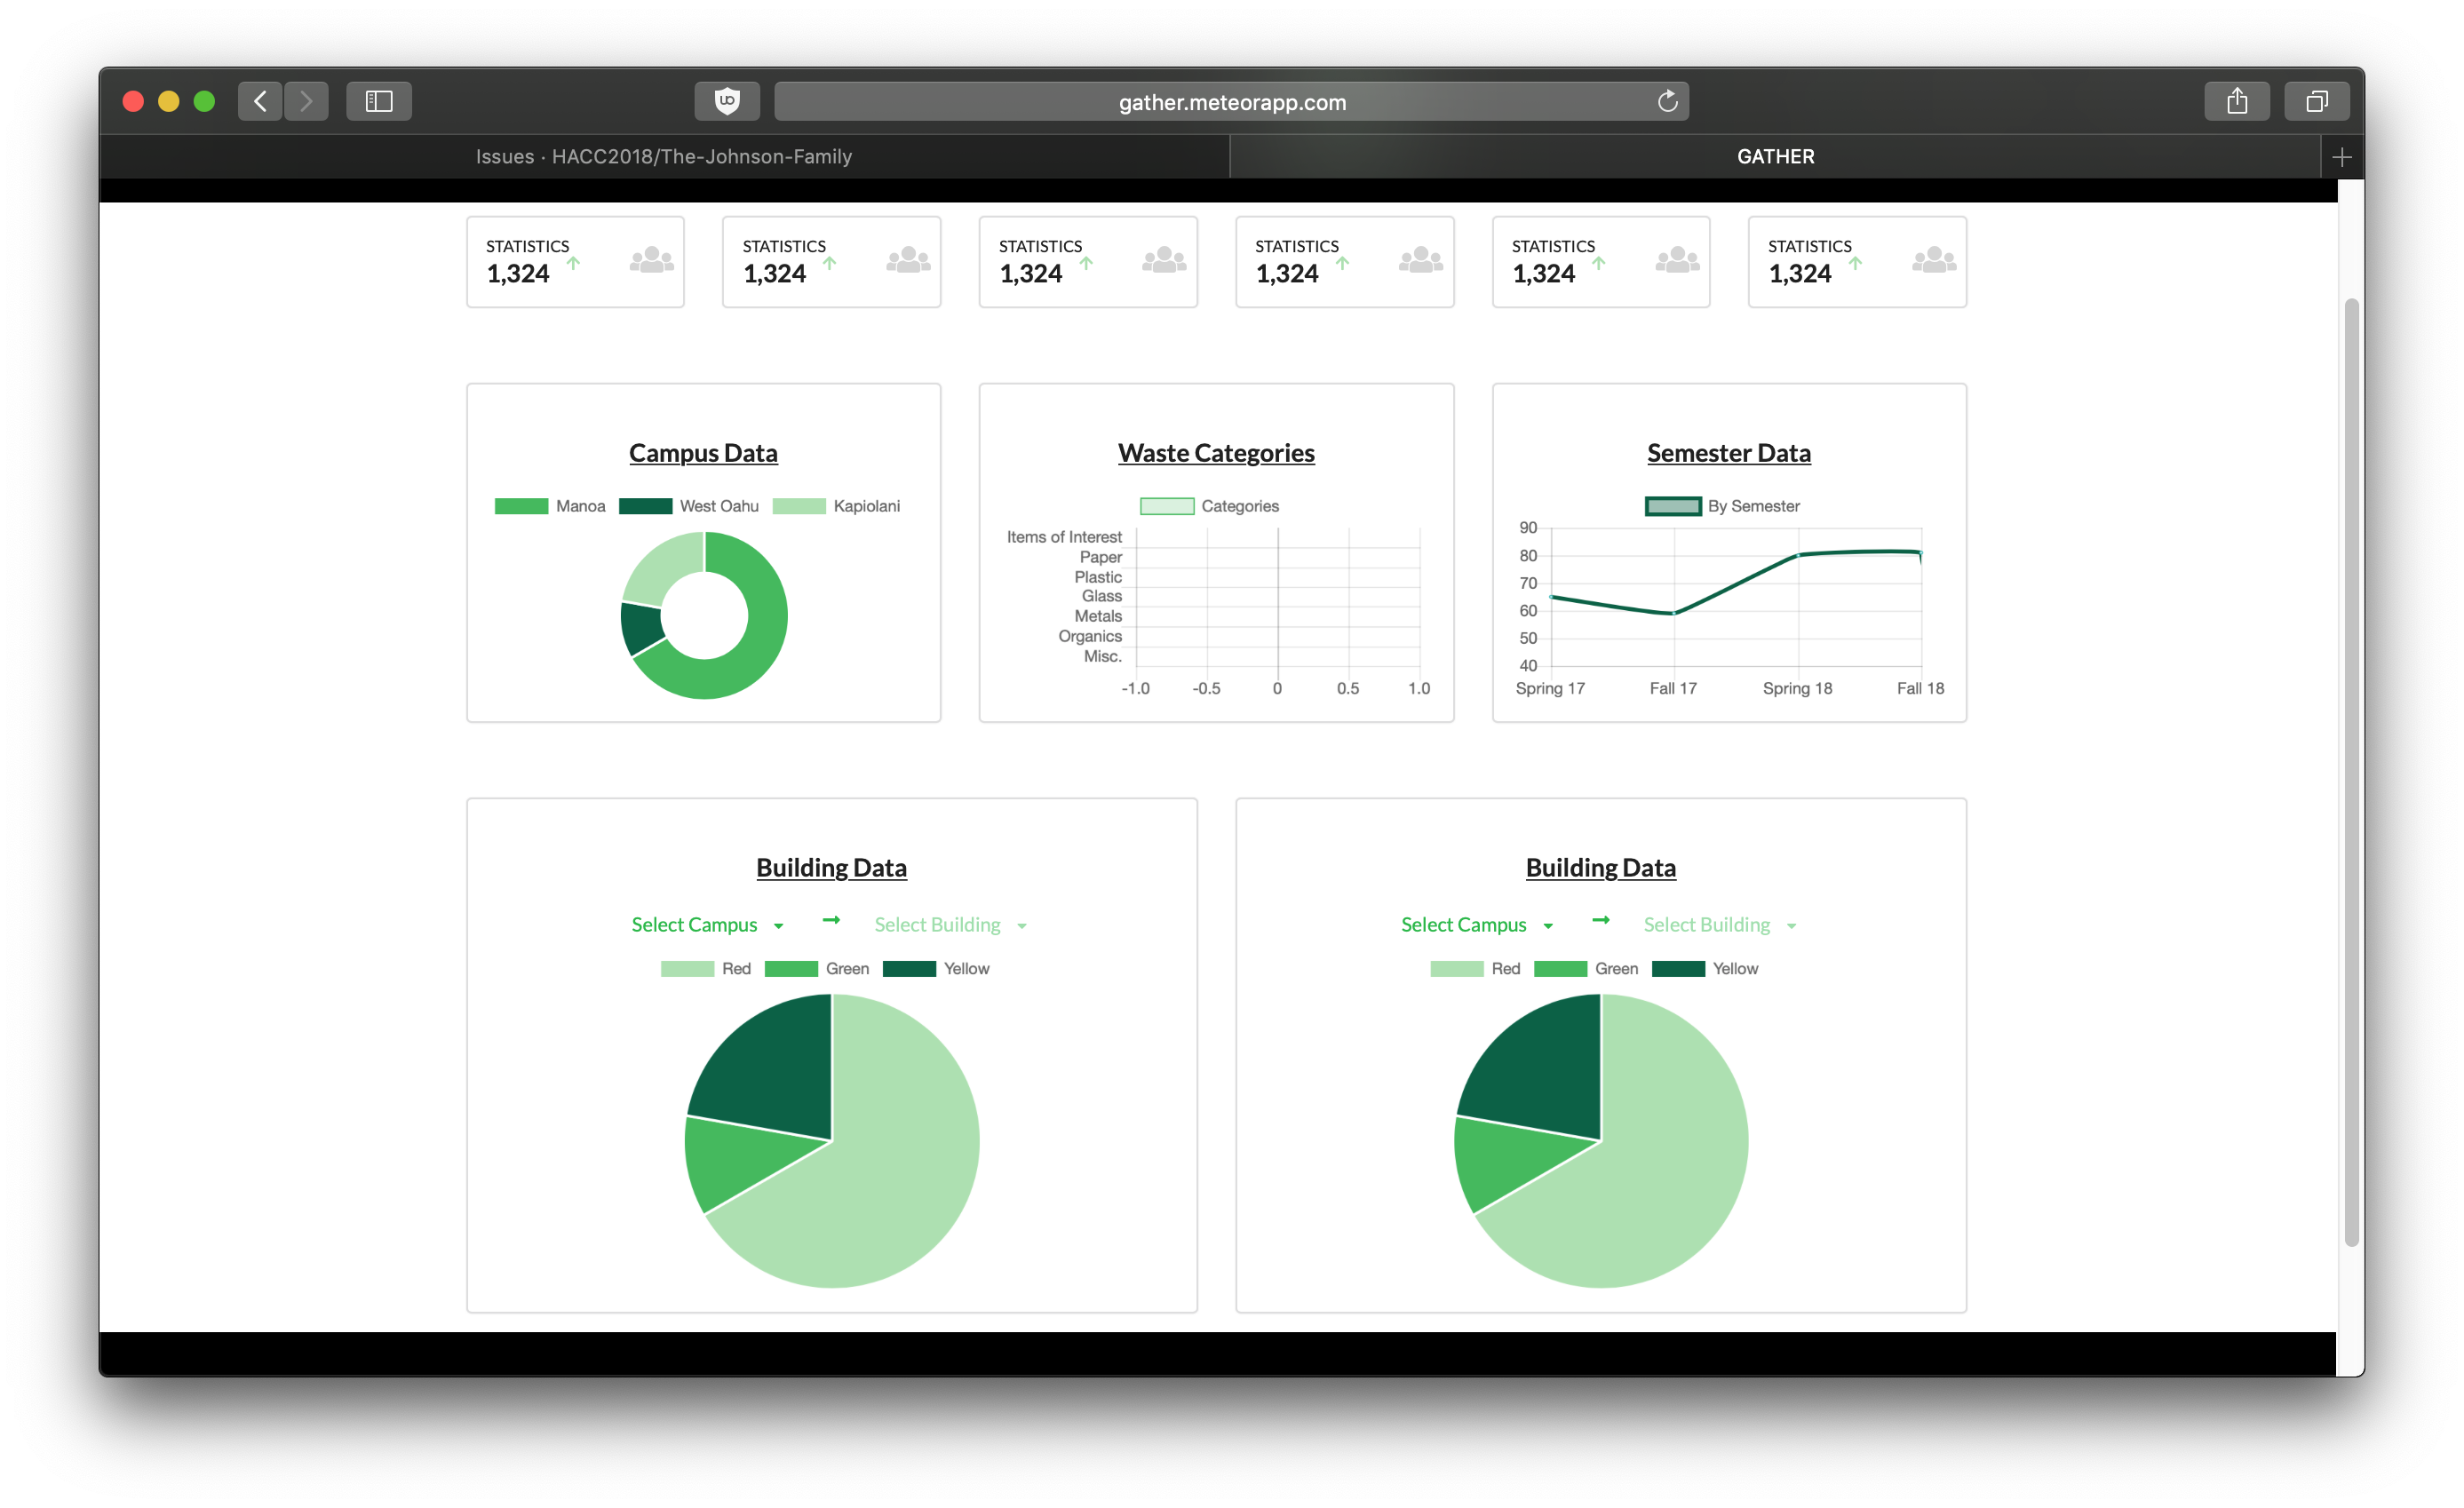 gather.meteorapp.com
Issues · HACC2018/The-Johnson-Family
GATHER
STATISTICS
1,324
STATISTICS
1,324
STATISTICS
1,324
STATISTICS
1,324
STATISTICS
1,324
STATISTICS
1,324
Campus Data
Manoa West Oahu Kapiolani
Waste Categories
Categories
Items of Interest
Paper
Plastic
Glass
Metals
Organics
Misc.
-1.0 -0.5 0 0.5 1.0
Semester Data
By Semester
90
80
70
60
50
40
Spring 17 Fall 17 Spring 18 Fall 18
Building Data
Select Campus Select Building
Red Green Yellow
Building Data
Select Campus Select Building
Red Green Yellow